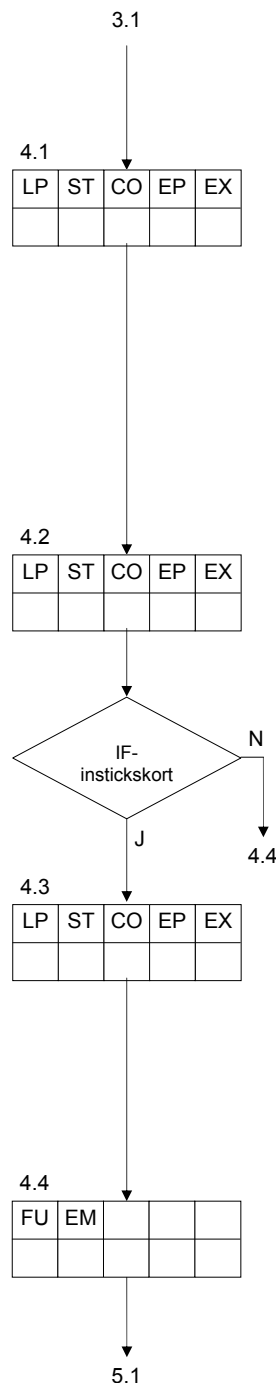 3.1
4.1
LP ST CO EP EX
4.2
LP ST CO EP EX
IF-
instickskort
N
J
4.4
4.3
LP ST CO EP EX
4.4
FU EM
5.1